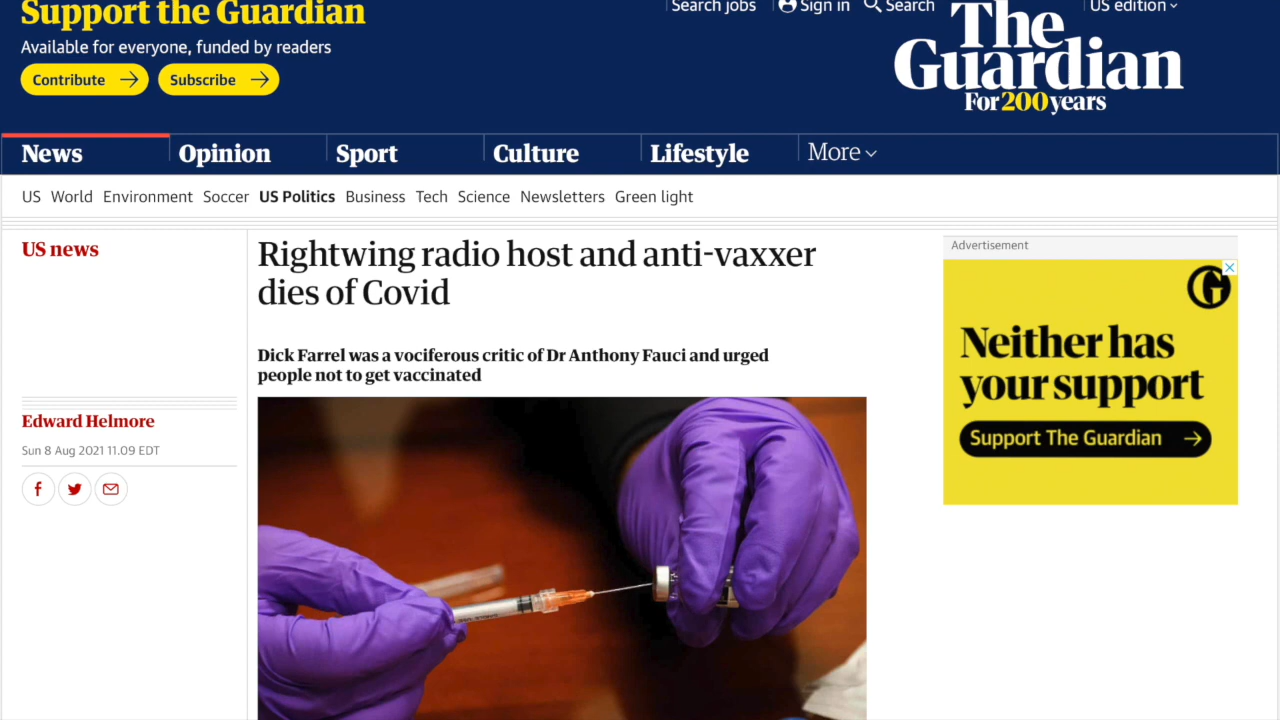 Support the Guardian
Available for everyone, funded by readers
Contribute
Subscribe
Search jobs
Sign in
Search
US edition
The
Guardian
For 200 years
News
Opinion
Sport
Culture
Lifestyle
More
US World Environment Soccer US Politics Business Tech Science Newsletters Green light
US news
Rightwing radio host and anti-vaxxer
dies of Covid
Dick Farrel was a vociferous critic of Dr Anthony Fauci and urged
people not to get vaccinated
Edward Helmore
Sun 8 Aug 2021 11.09 EDT
Advertisement
Neither has
your support
Support The Guardian